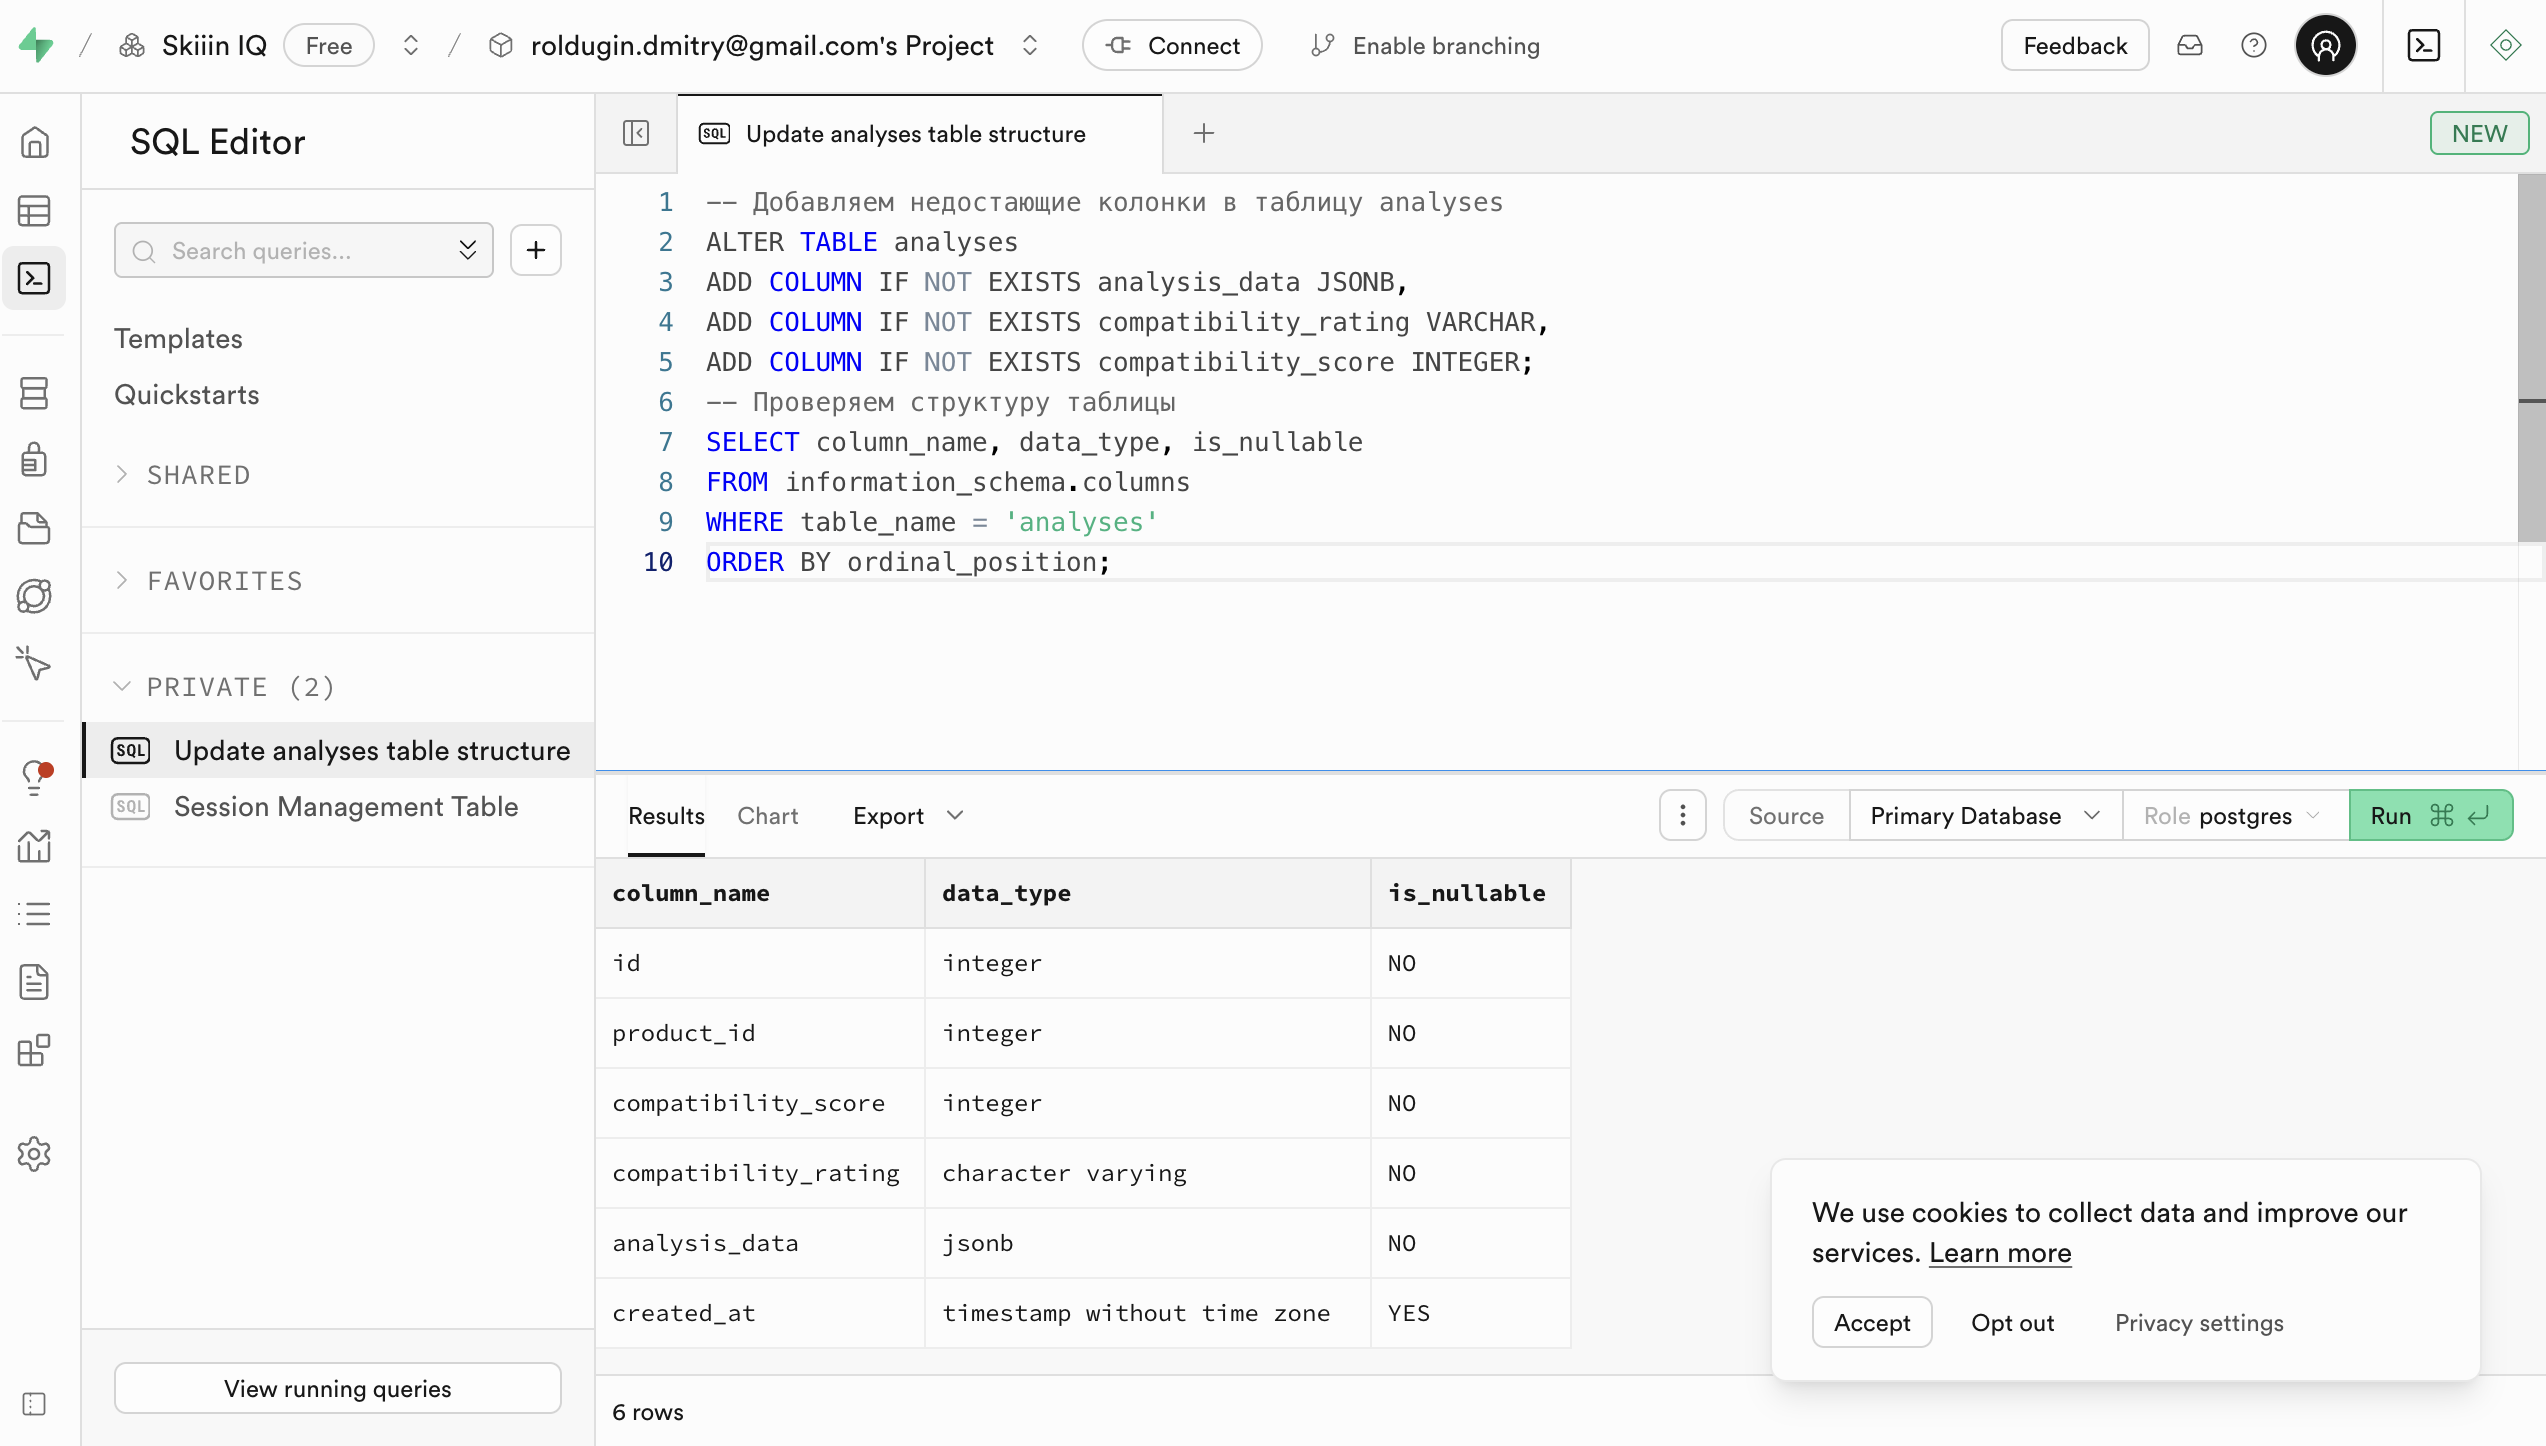 / Skiiin IQ Free / roldugin.dmitry@gmail.com's Project Connect Enable branching Feedback
SQL Editor
Search queries...
Templates
Quickstarts
SHARED
FAVORITES
PRIVATE (2)
SQL Update analyses table structure
SQL Session Management Table
View running queries
SQL Update analyses table structure
NEW
1 -- Добавляем недостающие колонки в таблицу analyses
2 ALTER TABLE analyses
3 ADD COLUMN IF NOT EXISTS analysis_data JSONB,
4 ADD COLUMN IF NOT EXISTS compatibility_rating VARCHAR,
5 ADD COLUMN IF NOT EXISTS compatibility_score INTEGER;
6 -- Проверяем структуру таблицы
7 SELECT column_name, data_type, is_nullable
8 FROM information_schema.columns
9 WHERE table_name = 'analyses'
10 ORDER BY ordinal_position;
Results Chart Export Source Primary Database Role postgres Run ⌘ ↵
column_name data_type is_nullable
id integer NO
product_id integer NO
compatibility_score integer NO
compatibility_rating character varying NO
analysis_data jsonb NO
created_at timestamp without time zone YES
6 rows
We use cookies to collect data and improve our
services. Learn more
Accept Opt out Privacy settings